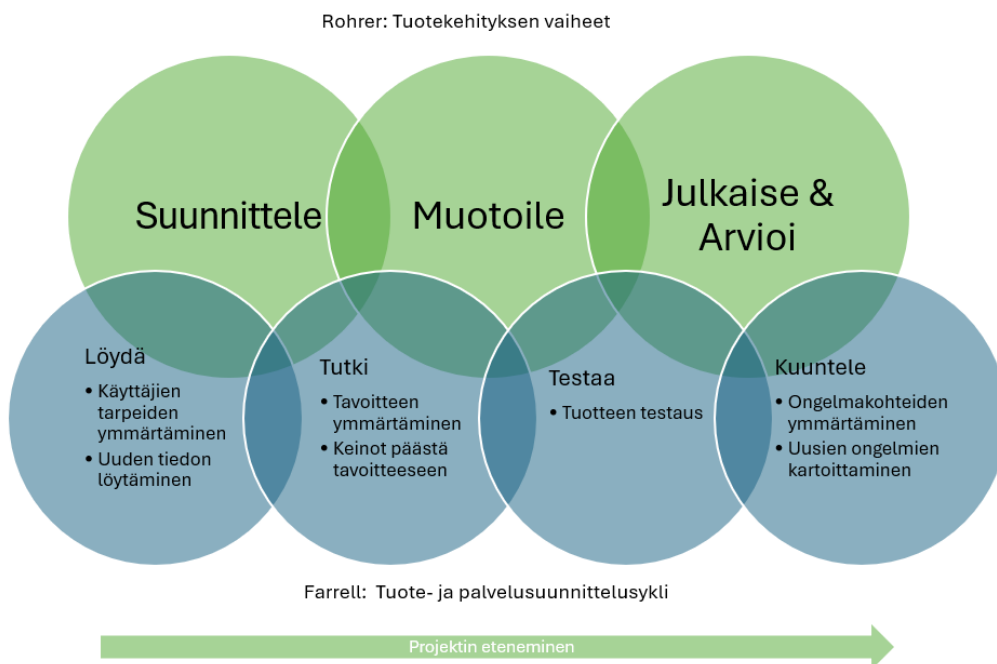 Rohrer: Tuotekehityksen vaiheet
Suunnittele
Muotoile
Julkaise &
Arvioi
Löydä
• Käyttäjien
tarpeiden
ymmärtäminen
• Uuden tiedon
löytäminen
Tutki
• Tavoitteen
ymmärtäminen
• Keinot päästä
tavoitteeseen
Testaa
• Tuotteen testaus
Kuuntele
• Ongelmakohteiden
ymmärtäminen
• Uusien ongelmien
kartoittaminen
Farrell: Tuote- ja palvelusuunnittelusykli
Projektin eteneminen